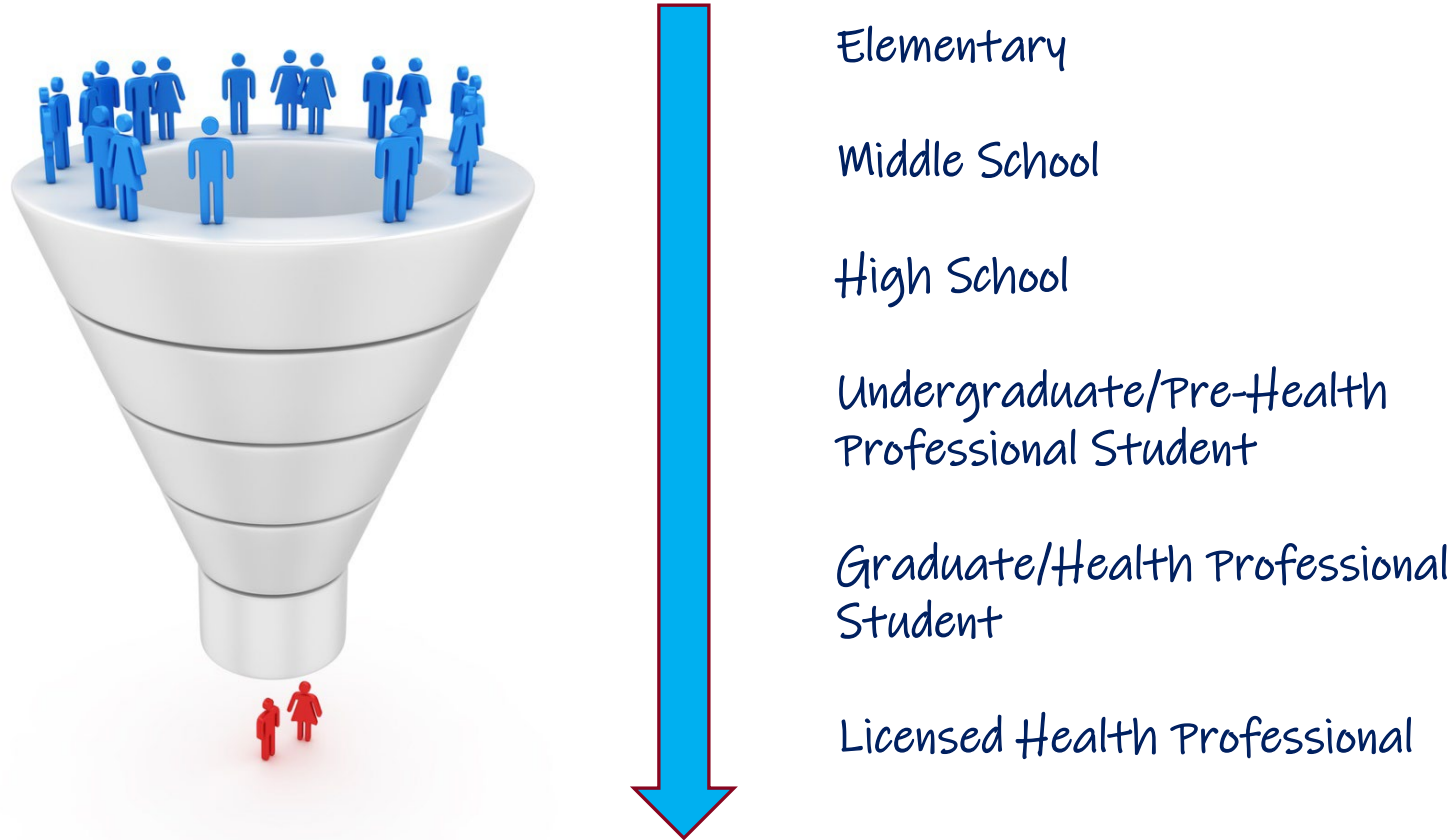 Elementary
Middle School
High School
Undergraduate/Pre-Health
Professional Student
Graduate/Health Professional
Student
Licensed Health Professional